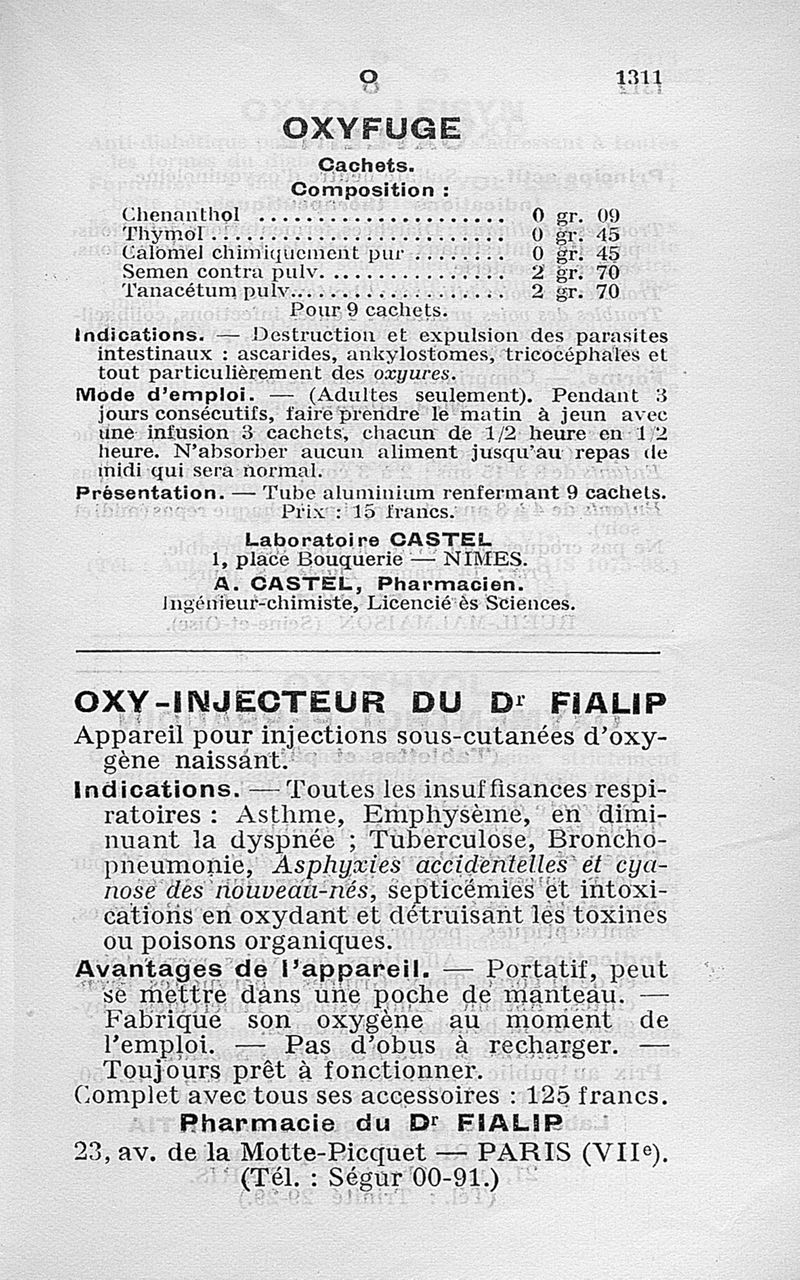 O 1311
OXYFUGE
Cachets.
Composition :
Chenanthol .................... 0 gr. 09
Thymol ........................ 0 gr. 45
Calomel chimiquement pur ........ 0 gr. 45
Semen contra pulv. .............. 2 gr. 70
Tanacétum pulv. ................. 2 gr. 70
Pour 9 cachets.
Indications. — Destruction et expulsion des parasites
intestinaux : ascarides, ankylostomes, tricocéphales et
tout particulièrement des oxyures.
Mode d'emploi. — (Adultes seulement). Pendant 3
jours consécutifs, faire prendre le matin à jeun avec
une infusion 3 cachets, chacun de 1/2 heure en 1/2
heure. N'absorber aucun aliment jusqu'au repas de
midi qui sera normal.
Présentation. — Tube aluminium renfermant 9 cachets.
Prix : 15 francs.
Laboratoire CASTEL
1, place Bouquerie — NIMES.
A. CASTEL, Pharmacien.
Ingénieur-chimiste, Licencié ès Sciences.
OXY-INJECTEUR DU Dr FIALIP
Appareil pour injections sous-cutanées d'oxy-
gène naissant.
Indications. — Toutes les insuffisances respi-
ratoires : Asthme, Emphysème, en dimi-
nuant la dyspnée ; Tuberculose, Broncho-
pneumonie, Asphyxies accidentelles et cya-
nose des nouveau-nés, septicémies et intoxi-
cations en oxydant et détruisant les toxines
ou poisons organiques.
Avantages de l'appareil. — Portatif, peut
se mettre dans une poche de manteau. —
Fabrique son oxygène au moment de
l'emploi. — Pas d'obus à recharger. —
Toujours prêt à fonctionner.
Complet avec tous ses accessoires : 125 francs.
Pharmacie du Dr FIALIP
23, av. de la Motte-Picquet — PARIS (VIIe).
(Tél. : Ségur 00-91.)